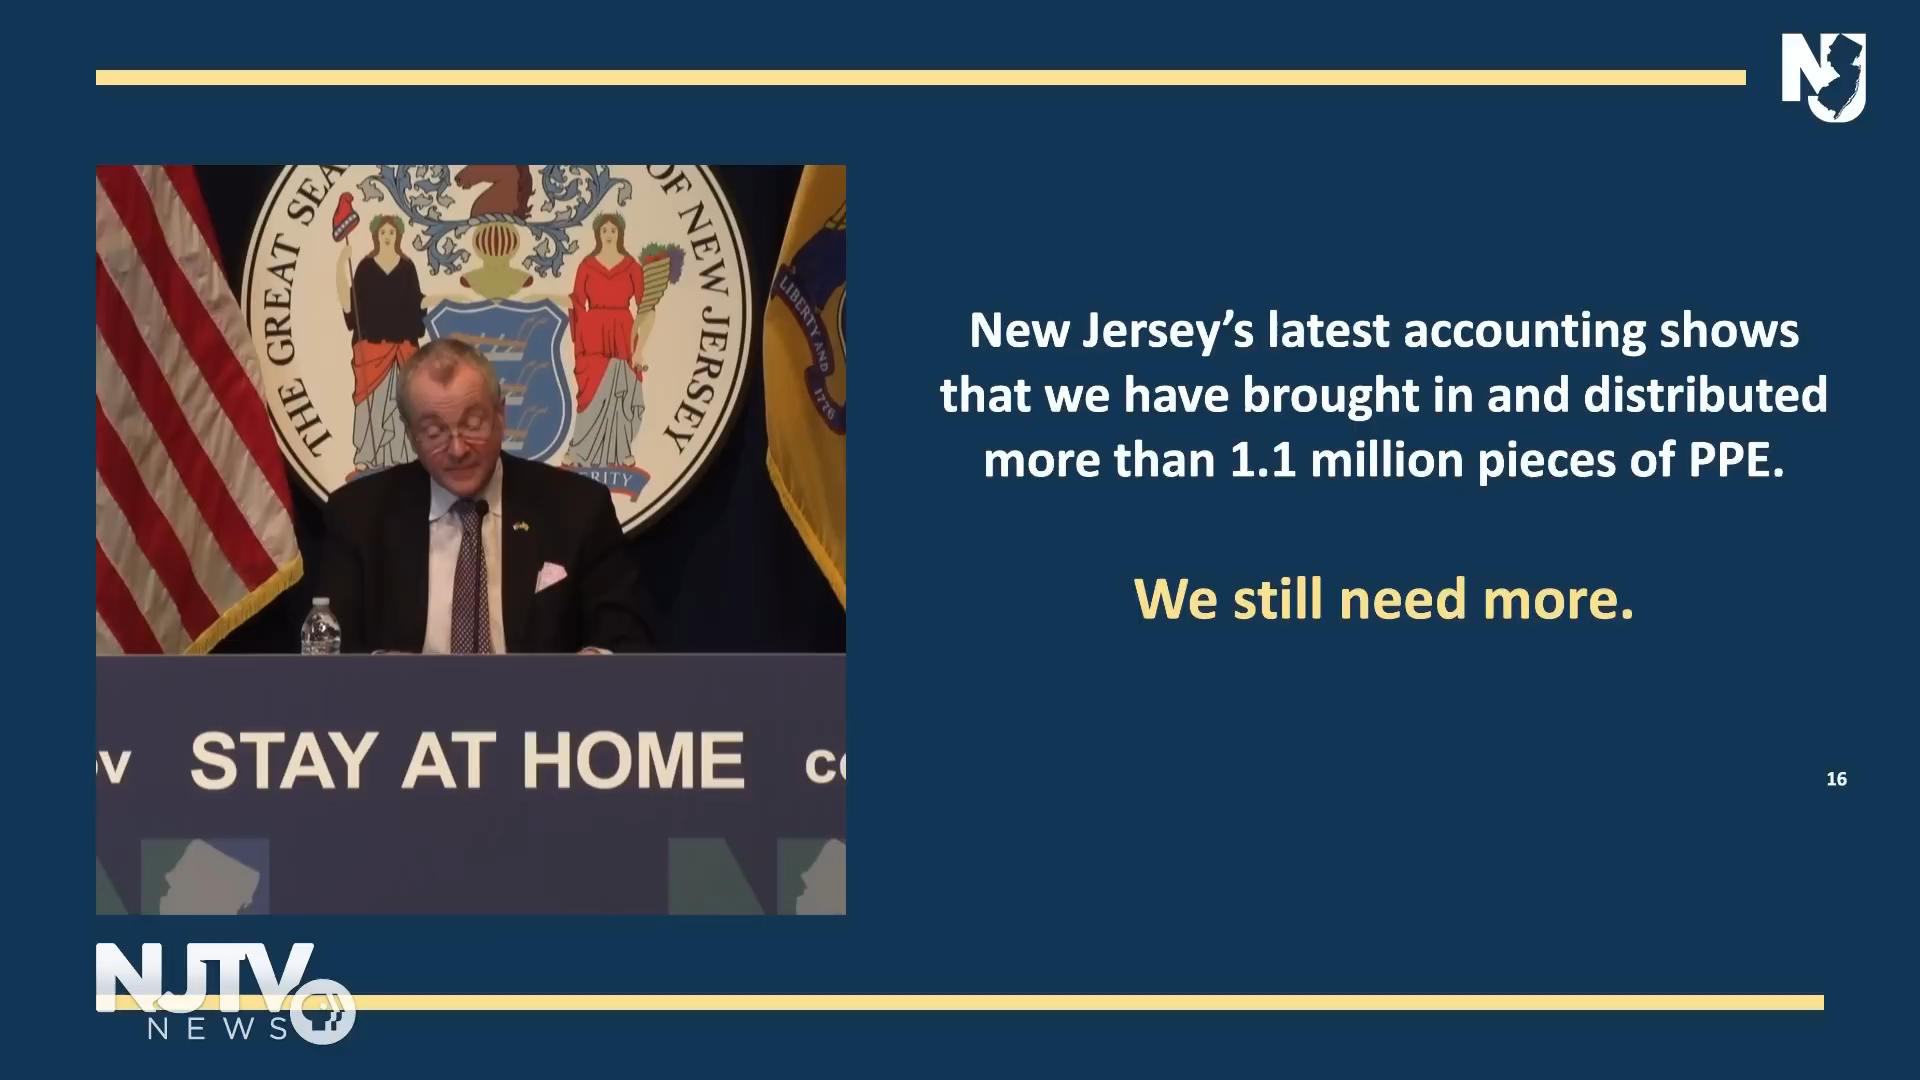 NJ
THE GREAT SEAL OF NEW JERSEY
LIBERTY AND
1776
New Jersey’s latest accounting shows
that we have brought in and distributed
more than 1.1 million pieces of PPE.
We still need more.
STAY AT HOME
16
NJTV
NEWS